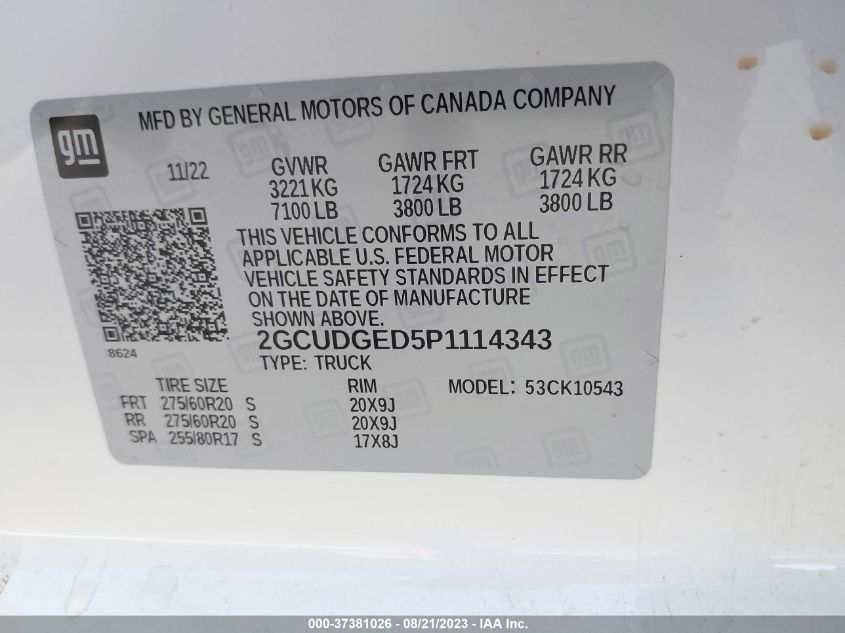 gm
MFD BY GENERAL MOTORS OF CANADA COMPANY
11/22 GVWR GAWR FRT GAWR RR
3221 KG 1724 KG 1724 KG
7100 LB 3800 LB 3800 LB
THIS VEHICLE CONFORMS TO ALL
APPLICABLE U.S. FEDERAL MOTOR
VEHICLE SAFETY STANDARDS IN EFFECT
ON THE DATE OF MANUFACTURE
SHOWN ABOVE.
8624
2GCUDGED5P1114343
TYPE: TRUCK
TIRE SIZE RIM MODEL: 53CK10543
FRT 275/60R20 S 20X9J
RR 275/60R20 S 20X9J
SPA 255/80R17 S 17X8J
000-37381026 - 08/21/2023 - IAA Inc.